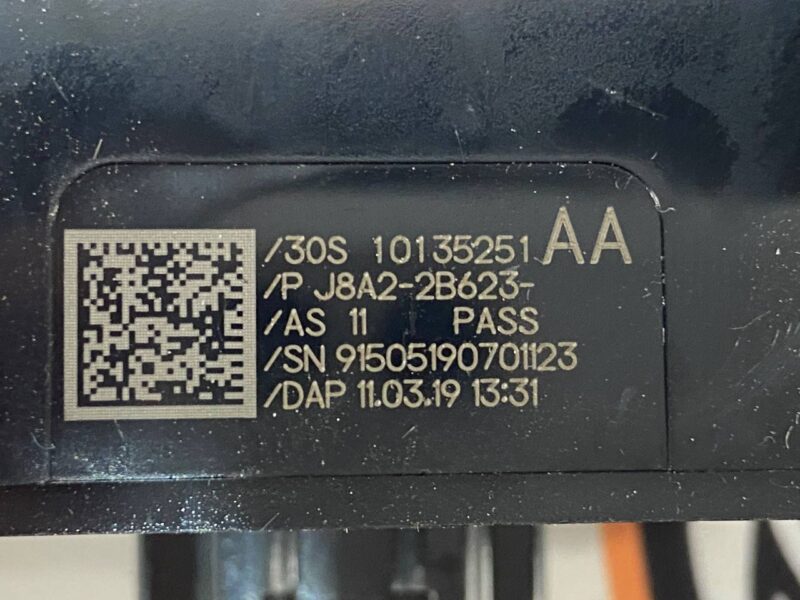 /30S 10135251 AA
/P J8A2-2B623-
/AS 11 PASS
/SN 91505190701123
/DAP 11.03.19 13:31